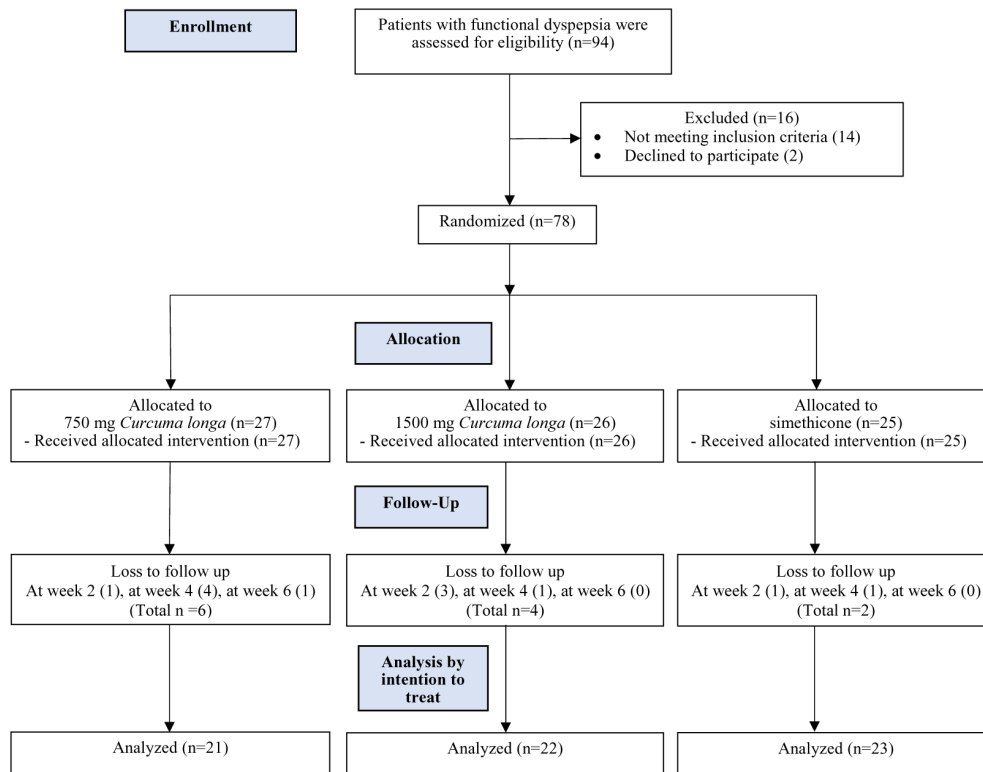 Enrollment
Patients with functional dyspepsia were
assessed for eligibility (n=94)
Excluded (n=16)
• Not meeting inclusion criteria (14)
• Declined to participate (2)
Randomized (n=78)
Allocation
Allocated to
750 mg Curcuma longa (n=27)
- Received allocated intervention (n=27)
Allocated to
1500 mg Curcuma longa (n=26)
- Received allocated intervention (n=26)
Allocated to
simethicone (n=25)
- Received allocated intervention (n=25)
Follow-Up
Loss to follow up
At week 2 (1), at week 4 (4), at week 6 (1)
(Total n =6)
Loss to follow up
At week 2 (3), at week 4 (1), at week 6 (0)
(Total n=4)
Loss to follow up
At week 2 (1), at week 4 (1), at week 6 (0)
(Total n=2)
Analysis by
intention to
treat
Analyzed (n=21)
Analyzed (n=22)
Analyzed (n=23)